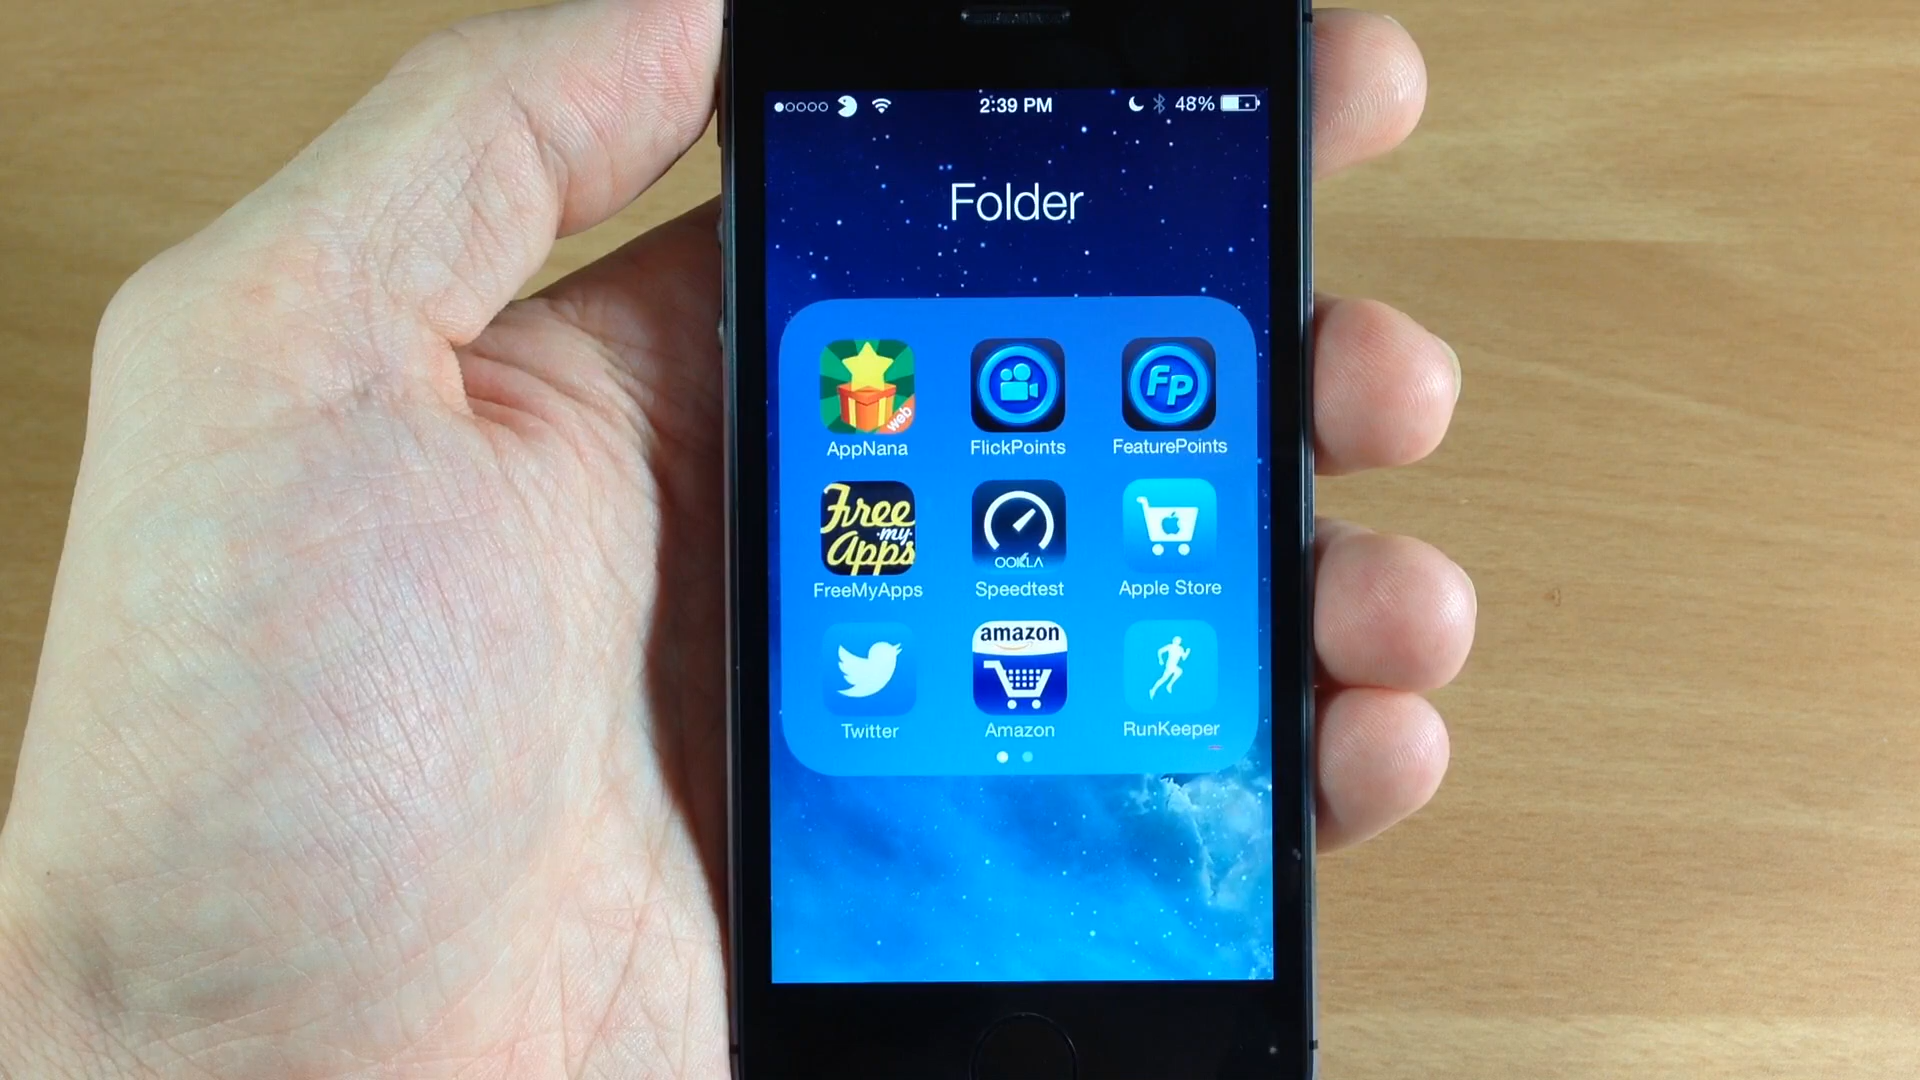 2:39 PM 48%
Folder
web
AppNana FlickPoints FeaturePoints
Fp
Free
my
Apps
OOKLA
FreeMyApps Speedtest Apple Store
amazon
Twitter Amazon RunKeeper